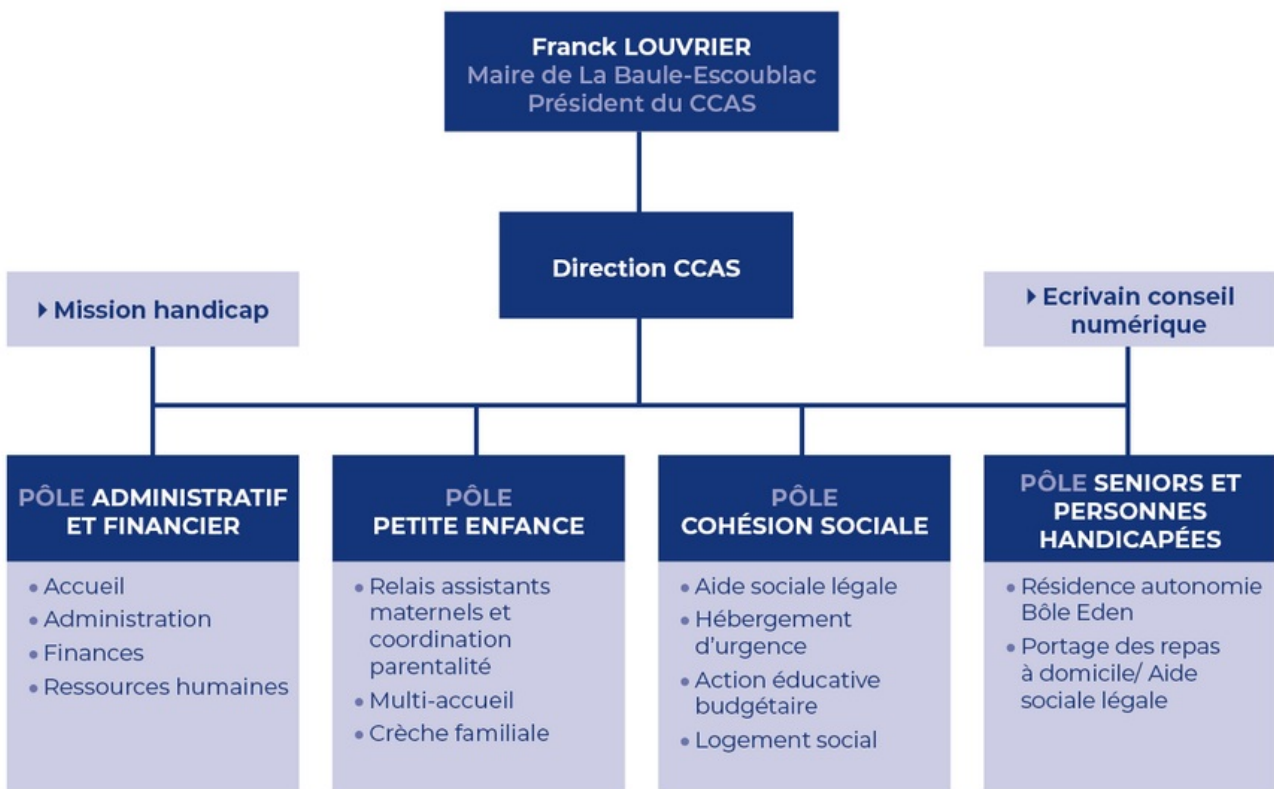 Franck LOUVRIER
Maire de La Baule-Escoublac
Président du CCAS
Direction CCAS
Mission handicap
Ecrivain conseil
numérique
PÔLE ADMINISTRATIF
ET FINANCIER
• Accueil
• Administration
• Finances
• Ressources humaines
PÔLE
PETITE ENFANCE
• Relais assistants
maternels et
coordination
parentalité
• Multi-accueil
• Crèche familiale
PÔLE
COHÉSION SOCIALE
• Aide sociale légale
• Hébergement
d'urgence
• Action éducative
budgétaire
• Logement social
PÔLE SENIORS ET
PERSONNES
HANDICAPÉES
• Résidence autonomie
Bôle Eden
• Portage des repas
à domicile/ Aide
sociale légale